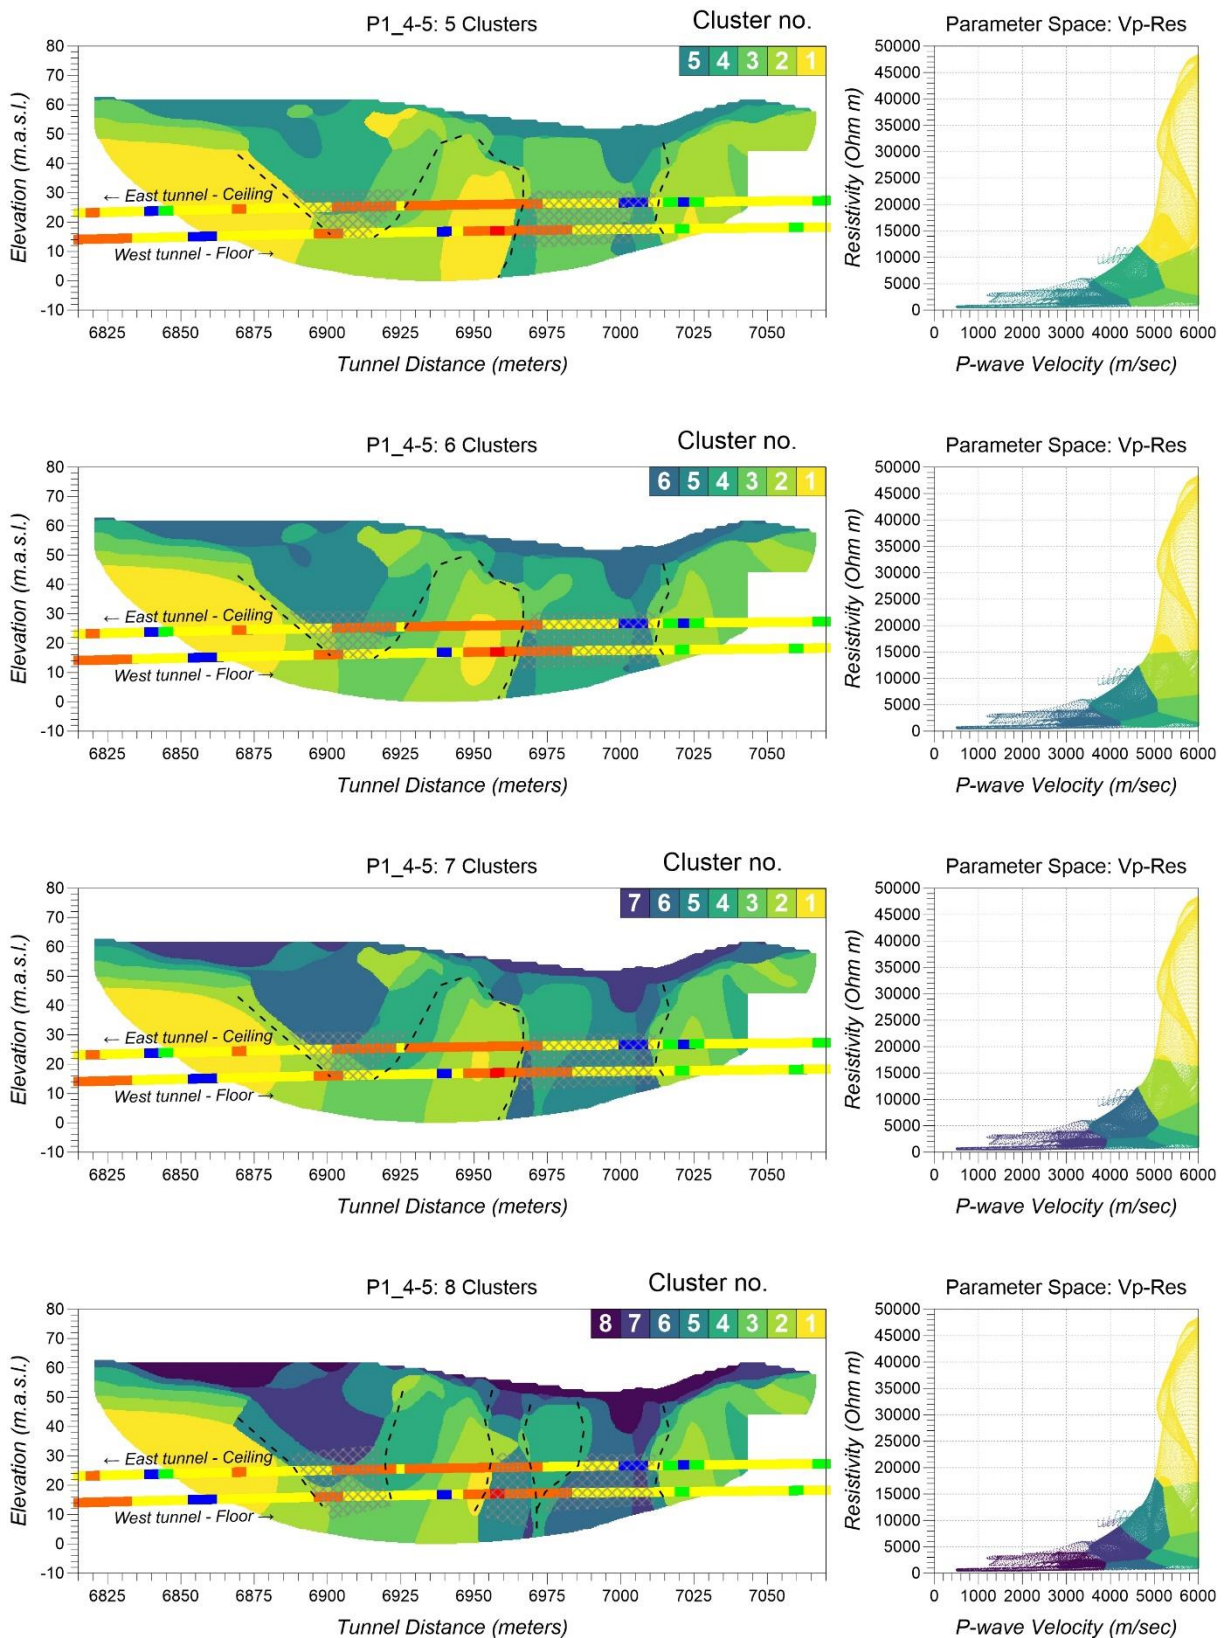 P1_4-5: 5 Clusters
Cluster no.
5 4 3 2 1
80
70
60
50
40
30
20
10
0
-10
Elevation (m.a.s.l.)
← East tunnel - Ceiling
West tunnel - Floor →
6825 6850 6875 6900 6925 6950 6975 7000 7025 7050
Tunnel Distance (meters)
Parameter Space: Vp-Res
50000
45000
40000
35000
30000
25000
20000
15000
10000
5000
0
Resistivity (Ohm m)
0 1000 2000 3000 4000 5000 6000
P-wave Velocity (m/sec)
P1_4-5: 6 Clusters
Cluster no.
6 5 4 3 2 1
80
70
60
50
40
30
20
10
0
-10
Elevation (m.a.s.l.)
← East tunnel - Ceiling
West tunnel - Floor →
6825 6850 6875 6900 6925 6950 6975 7000 7025 7050
Tunnel Distance (meters)
Parameter Space: Vp-Res
50000
45000
40000
35000
30000
25000
20000
15000
10000
5000
0
Resistivity (Ohm m)
0 1000 2000 3000 4000 5000 6000
P-wave Velocity (m/sec)
P1_4-5: 7 Clusters
Cluster no.
7 6 5 4 3 2 1
80
70
60
50
40
30
20
10
0
-10
Elevation (m.a.s.l.)
← East tunnel - Ceiling
West tunnel - Floor →
6825 6850 6875 6900 6925 6950 6975 7000 7025 7050
Tunnel Distance (meters)
Parameter Space: Vp-Res
50000
45000
40000
35000
30000
25000
20000
15000
10000
5000
0
Resistivity (Ohm m)
0 1000 2000 3000 4000 5000 6000
P-wave Velocity (m/sec)
P1_4-5: 8 Clusters
Cluster no.
8 7 6 5 4 3 2 1
80
70
60
50
40
30
20
10
0
-10
Elevation (m.a.s.l.)
← East tunnel - Ceiling
West tunnel - Floor →
6825 6850 6875 6900 6925 6950 6975 7000 7025 7050
Tunnel Distance (meters)
Parameter Space: Vp-Res
50000
45000
40000
35000
30000
25000
20000
15000
10000
5000
0
Resistivity (Ohm m)
0 1000 2000 3000 4000 5000 6000
P-wave Velocity (m/sec)